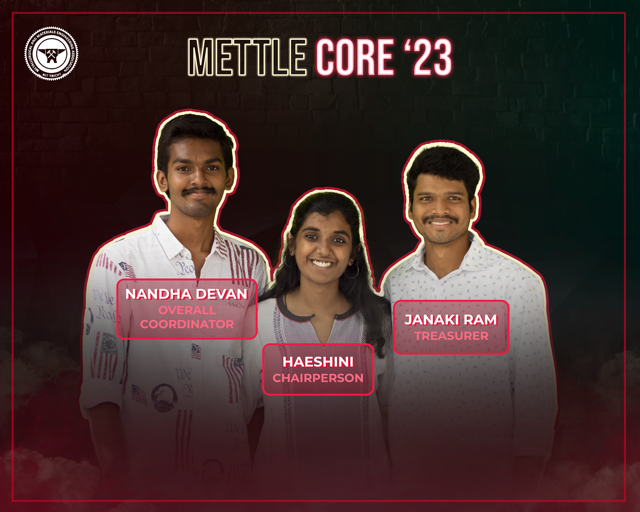 METTLE CORE ‘23
NANDHA DEVAN
OVERALL
COORDINATOR
HAESHINI
CHAIRPERSON
JANAKI RAM
TREASURER